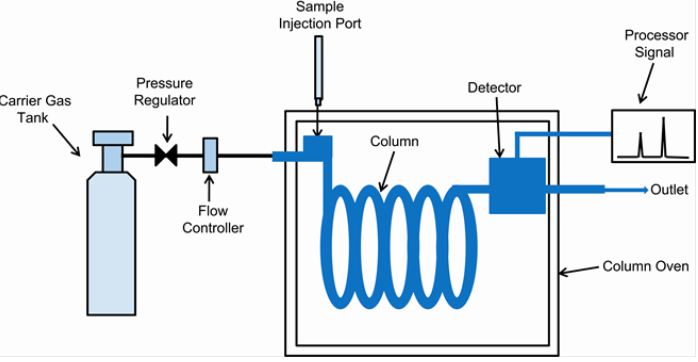 Sample
Injection Port
Processor
Signal
Carrier Gas
Tank
Pressure
Regulator
Detector
Column
Flow
Controller
Outlet
Column Oven